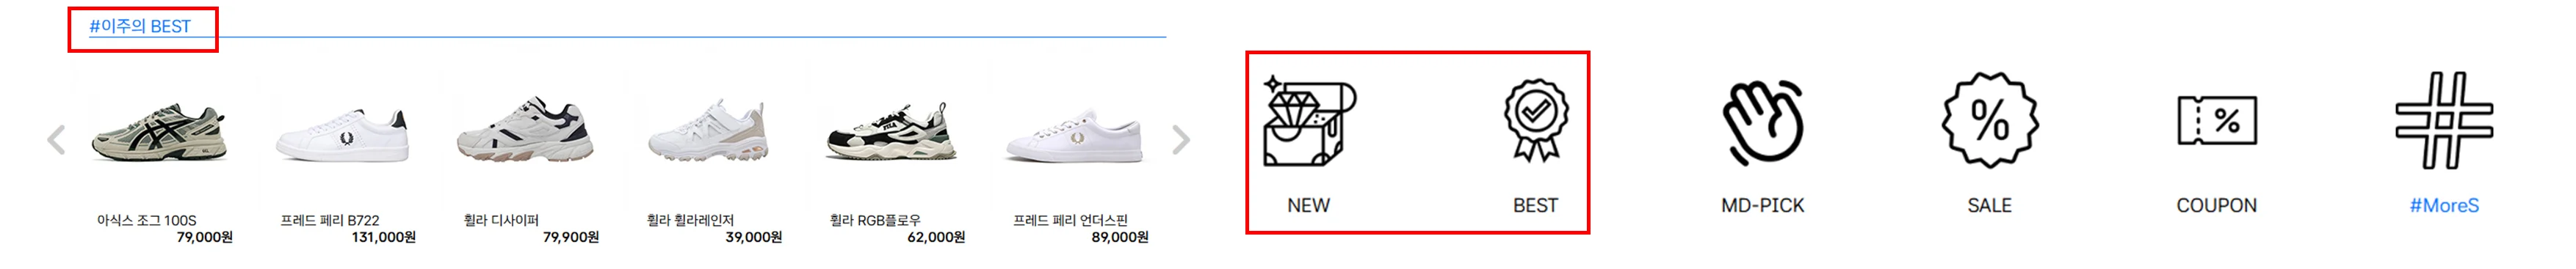 #이주의 BEST
아식스 조그 100S
79,000원
프레드 페리 B722
131,000원
휠라 디사이퍼
79,900원
휠라 휠라레인저
39,000원
휠라 RGB플로우
62,000원
프레드 페리 언더스핀
89,000원
NEW
BEST
MD-PICK
SALE
COUPON
#MoreS